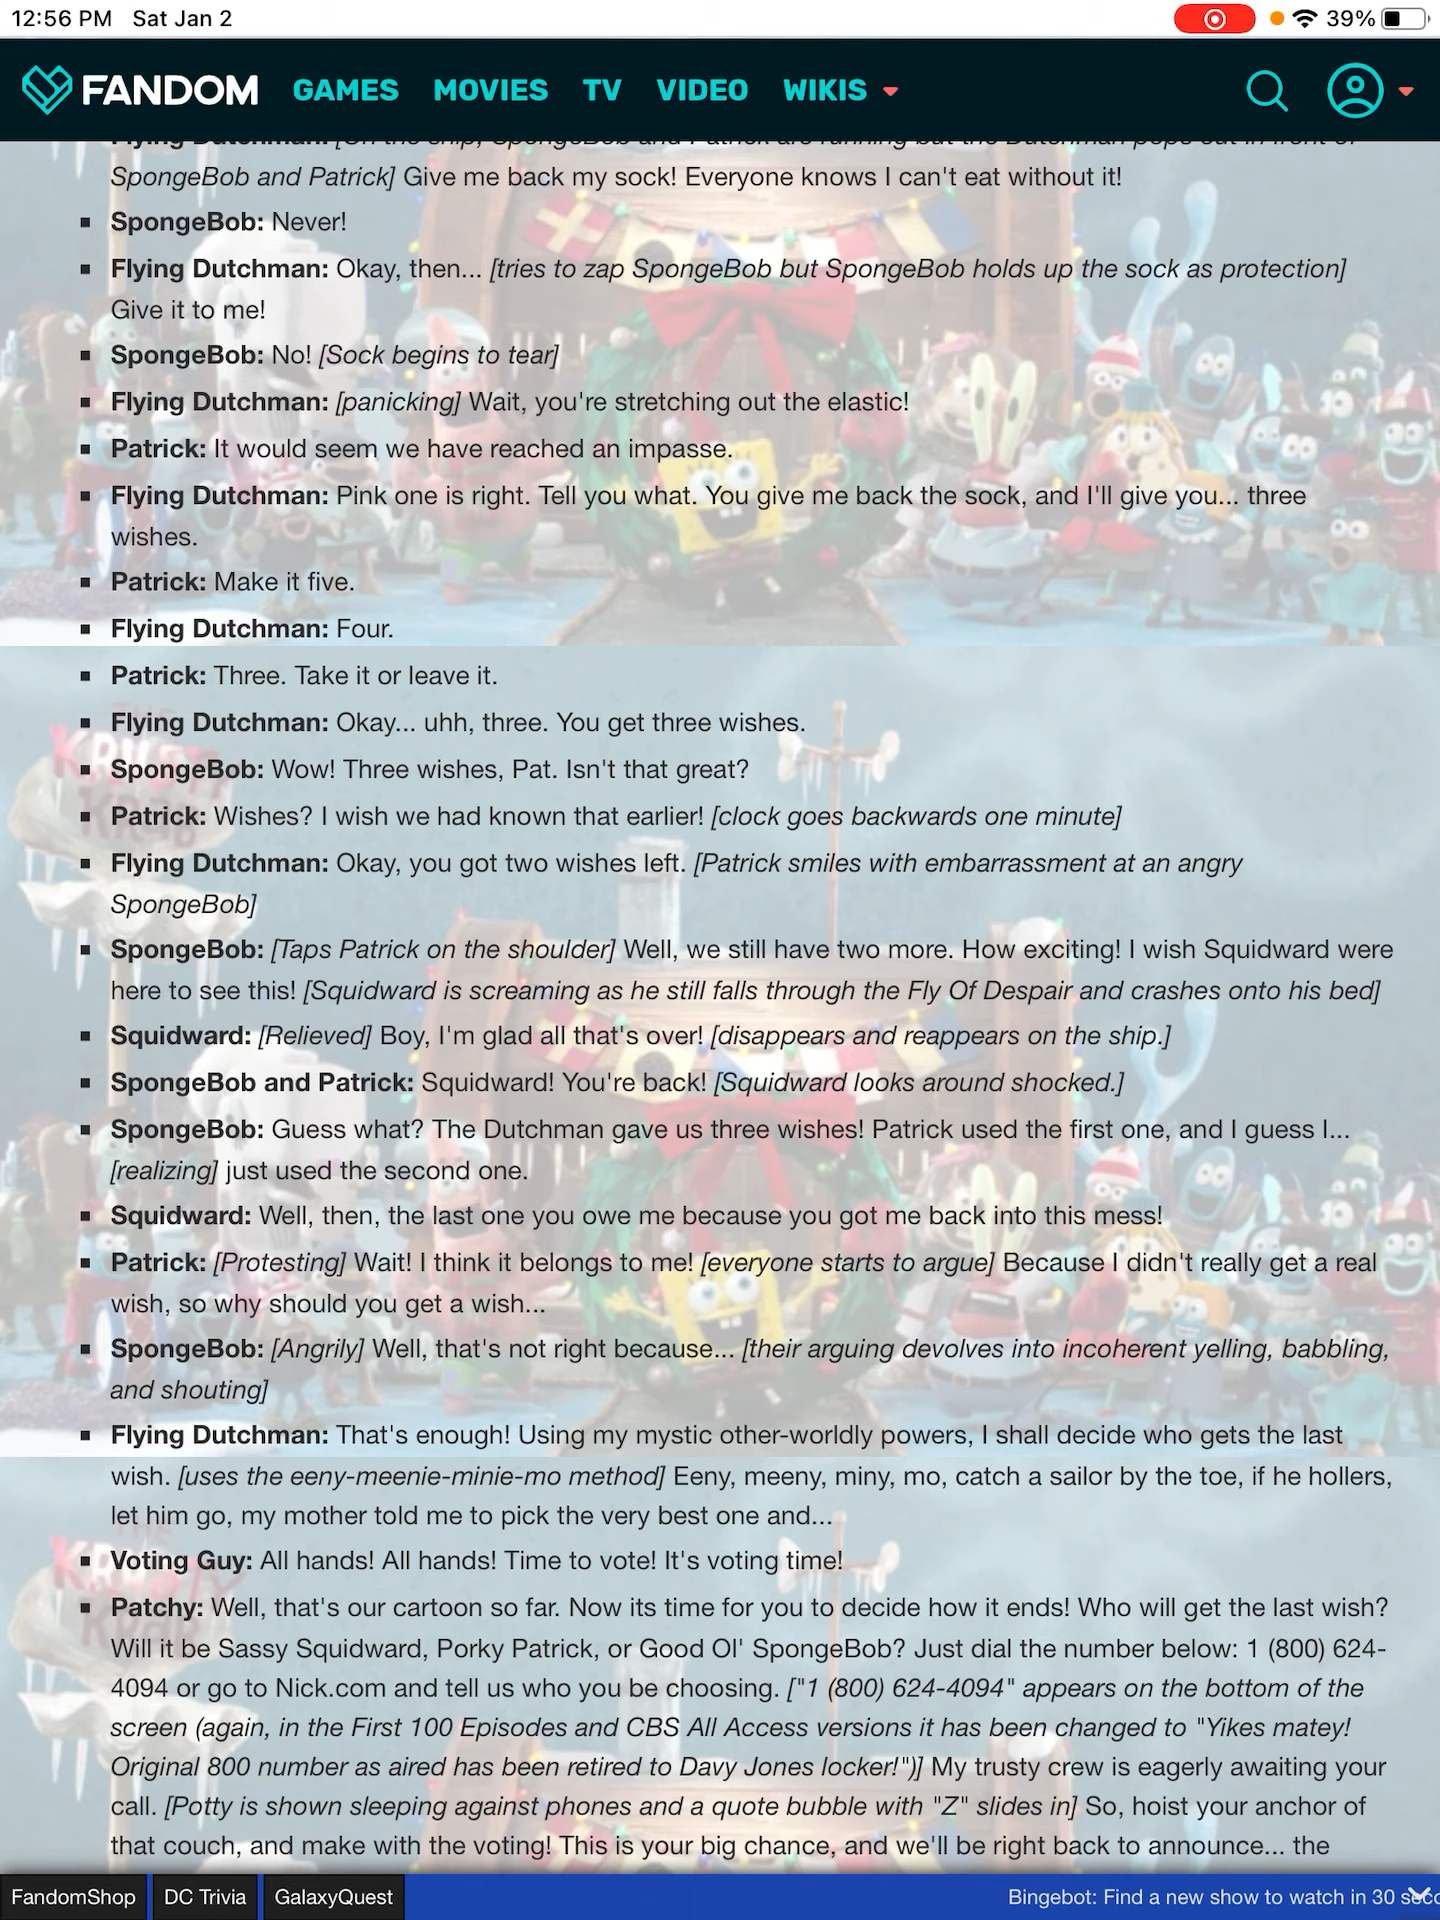 12:56 PM Sat Jan 2
39%
FANDOM GAMES MOVIES TV VIDEO WIKIS
Flying Dutchman: [On the ship, SpongeBob and Patrick are running but the Dutchman pops out in front of
SpongeBob and Patrick] Give me back my sock! Everyone knows I can't eat without it!
▪ SpongeBob: Never!
▪ Flying Dutchman: Okay, then... [tries to zap SpongeBob but SpongeBob holds up the sock as protection]
Give it to me!
▪ SpongeBob: No! [Sock begins to tear]
▪ Flying Dutchman: [panicking] Wait, you're stretching out the elastic!
▪ Patrick: It would seem we have reached an impasse.
▪ Flying Dutchman: Pink one is right. Tell you what. You give me back the sock, and I'll give you... three
wishes.
▪ Patrick: Make it five.
▪ Flying Dutchman: Four.
▪ Patrick: Three. Take it or leave it.
▪ Flying Dutchman: Okay... uhh, three. You get three wishes.
▪ SpongeBob: Wow! Three wishes, Pat. Isn't that great?
▪ Patrick: Wishes? I wish we had known that earlier! [clock goes backwards one minute]
▪ Flying Dutchman: Okay, you got two wishes left. [Patrick smiles with embarrassment at an angry
SpongeBob]
▪ SpongeBob: [Taps Patrick on the shoulder] Well, we still have two more. How exciting! I wish Squidward were
here to see this! [Squidward is screaming as he still falls through the Fly Of Despair and crashes onto his bed]
▪ Squidward: [Relieved] Boy, I'm glad all that's over! [disappears and reappears on the ship.]
▪ SpongeBob and Patrick: Squidward! You're back! [Squidward looks around shocked.]
▪ SpongeBob: Guess what? The Dutchman gave us three wishes! Patrick used the first one, and I guess I...
[realizing] just used the second one.
▪ Squidward: Well, then, the last one you owe me because you got me back into this mess!
▪ Patrick: [Protesting] Wait! I think it belongs to me! [everyone starts to argue] Because I didn't really get a real
wish, so why should you get a wish...
▪ SpongeBob: [Angrily] Well, that's not right because... [their arguing devolves into incoherent yelling, babbling,
and shouting]
▪ Flying Dutchman: That's enough! Using my mystic other-worldly powers, I shall decide who gets the last
wish. [uses the eeny-meenie-minie-mo method] Eeny, meeny, miny, mo, catch a sailor by the toe, if he hollers,
let him go, my mother told me to pick the very best one and...
▪ Voting Guy: All hands! All hands! Time to vote! It's voting time!
▪ Patchy: Well, that's our cartoon so far. Now its time for you to decide how it ends! Who will get the last wish?
Will it be Sassy Squidward, Porky Patrick, or Good Ol' SpongeBob? Just dial the number below: 1 (800) 624-
4094 or go to Nick.com and tell us who you be choosing. ["1 (800) 624-4094" appears on the bottom of the
screen (again, in the First 100 Episodes and CBS All Access versions it has been changed to "Yikes matey!
Original 800 number as aired has been retired to Davy Jones locker!")] My trusty crew is eagerly awaiting your
call. [Potty is shown sleeping against phones and a quote bubble with "Z" slides in] So, hoist your anchor of
that couch, and make with the voting! This is your big chance, and we'll be right back to announce... the
FandomShop DC Trivia GalaxyQuest Bingebot: Find a new show to watch in 30 seco